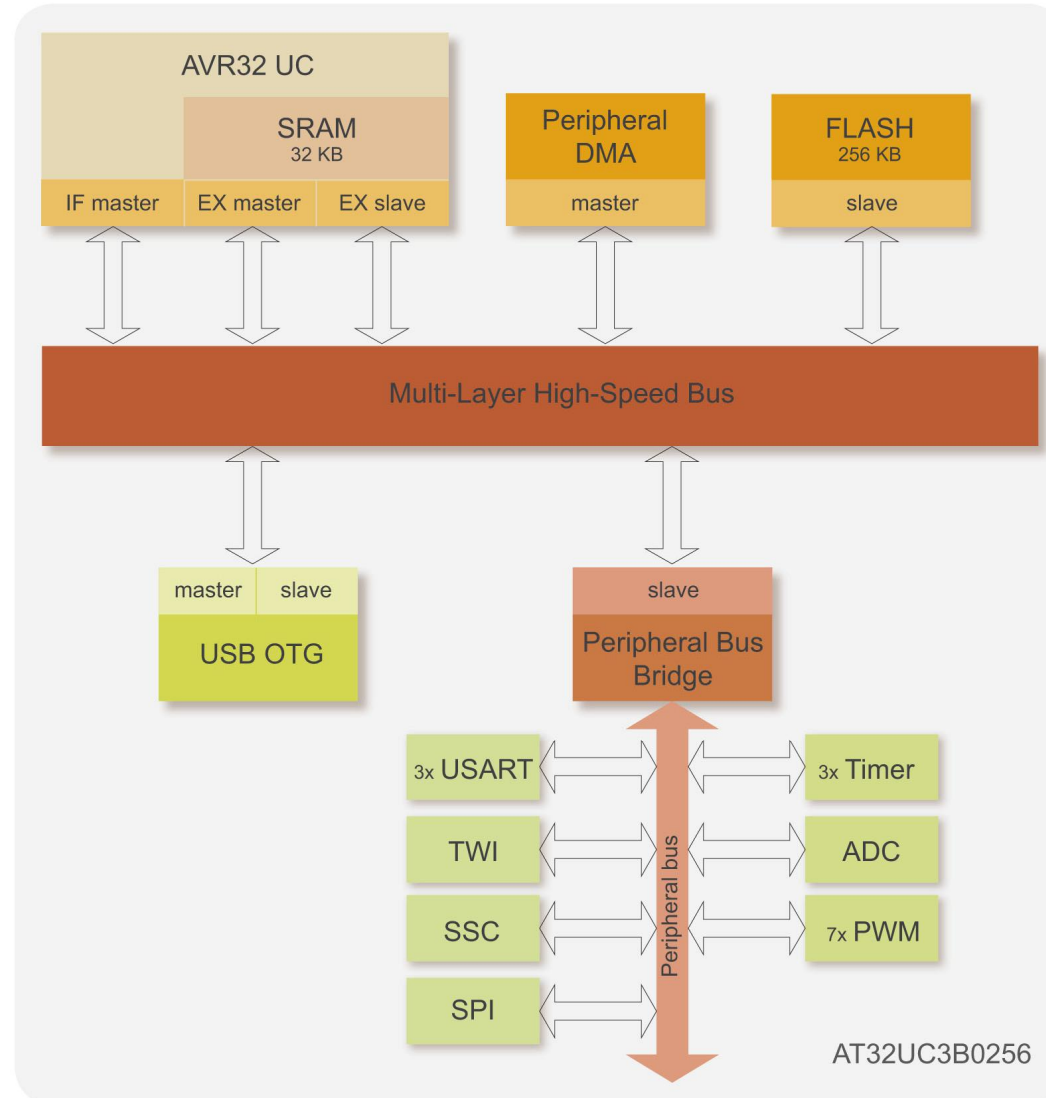 AVR32 UC
SRAM
32 KB
IF master
EX master
EX slave
Peripheral
DMA
master
FLASH
256 KB
slave
Multi-Layer High-Speed Bus
master
slave
USB OTG
slave
Peripheral Bus
Bridge
3x USART
TWI
SSC
SPI
Peripheral bus
3x Timer
ADC
7x PWM
AT32UC3B0256